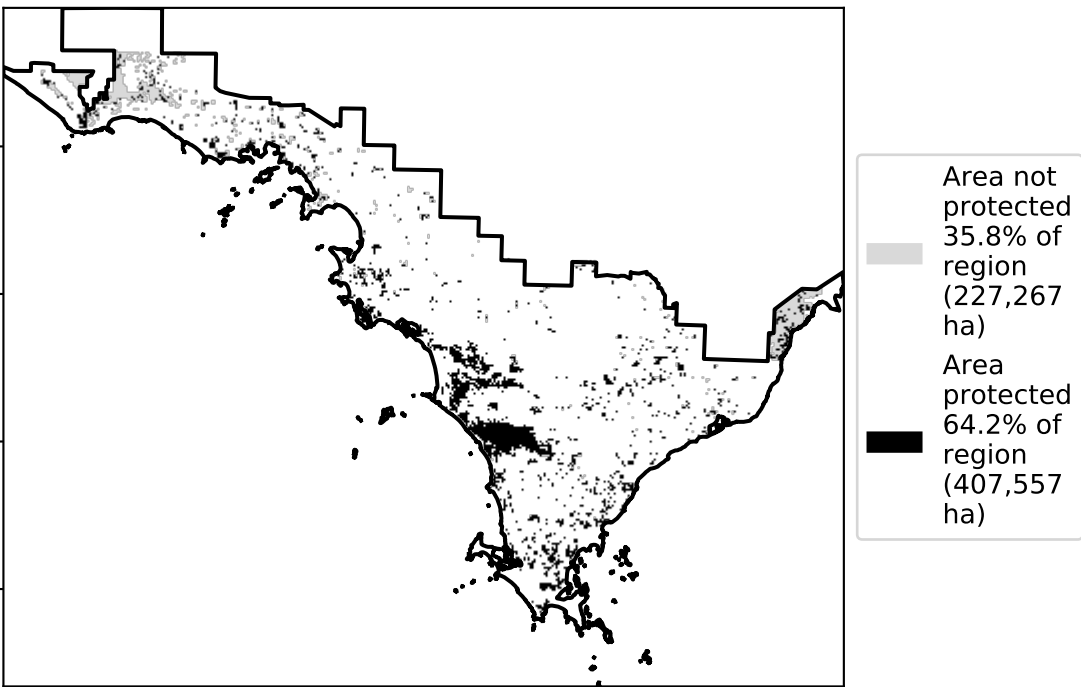 Area not
protected
35.8% of
region
(227,267
ha)
Area
protected
64.2% of
region
(407,557
ha)